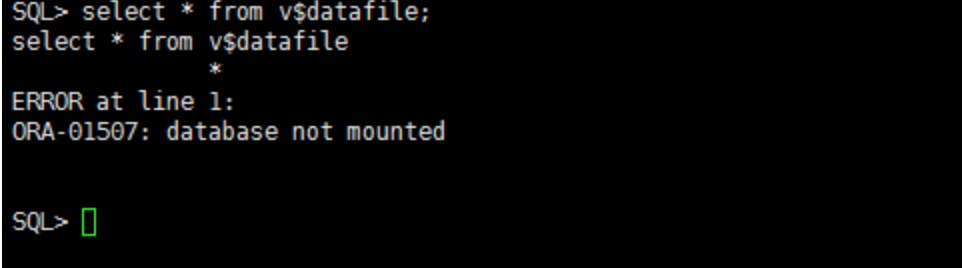 SQL> select * from v$datafile;
select * from v$datafile
*
ERROR at line 1:
ORA-01507: database not mounted
SQL>